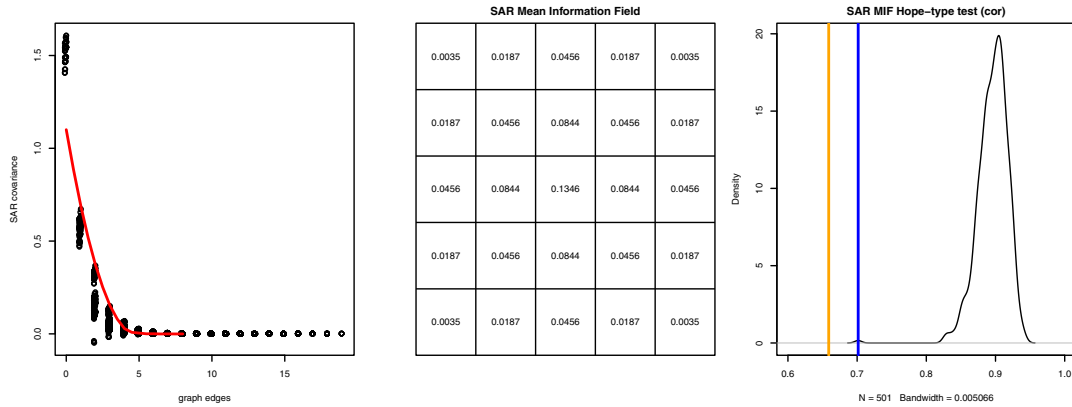 SAR covariance
1.5
1.0
0.5
0.0
0 5 10 15
graph edges
SAR Mean Information Field
0.0035 0.0187 0.0456 0.0187 0.0035
0.0187 0.0456 0.0844 0.0456 0.0187
0.0456 0.0844 0.1346 0.0844 0.0456
0.0187 0.0456 0.0844 0.0456 0.0187
0.0035 0.0187 0.0456 0.0187 0.0035
SAR MIF Hope−type test (cor)
Density
20
15
10
5
0
0.6 0.7 0.8 0.9 1.0
N = 501 Bandwidth = 0.005066